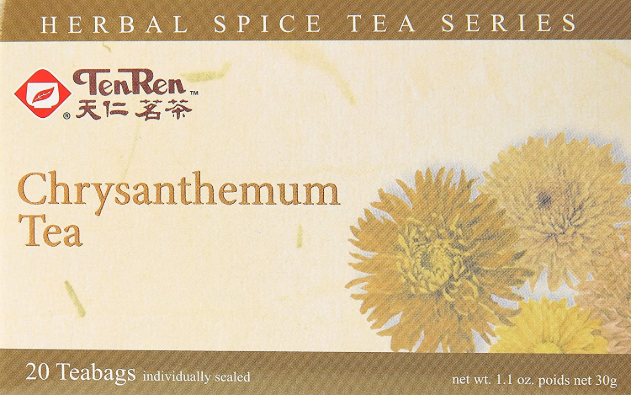 HERBAL SPICE TEA SERIES
TenRen™
®天仁茗茶
Chrysanthemum
Tea
20 Teabags individually sealed
net wt. 1.1 oz. poids net 30g